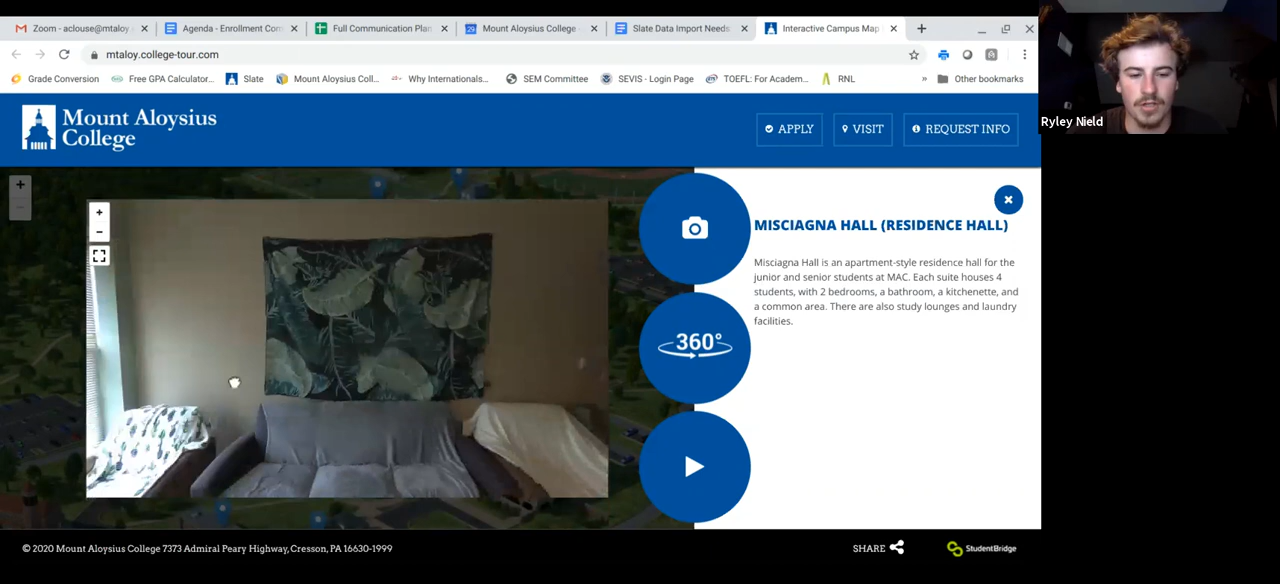 Zoom - aclouse@mtaloy
Agenda - Enrollment Con
Full Communication Plan
Mount Aloysius College -
Slate Data Import Needs
Interactive Campus Map
mtaloy.college-tour.com
Grade Conversion
Free GPA Calculator...
Slate
Mount Aloysius Coll...
Why Internationals...
SEM Committee
SEVIS - Login Page
TOEFL: For Academ...
RNL
»
Other bookmarks
Ryley Nield
Mount Aloysius
College
APPLY
VISIT
REQUEST INFO
MISCIAGNA HALL (RESIDENCE HALL)
Misciagna Hall is an apartment-style residence hall for the
junior and senior students at MAC. Each suite houses 4
students, with 2 bedrooms, a bathroom, a kitchenette, and
a common area. There are also study lounges and laundry
facilities.
360°
© 2020 Mount Aloysius College 7373 Admiral Peary Highway, Cresson, PA 16630-1999
SHARE
StudentBridge